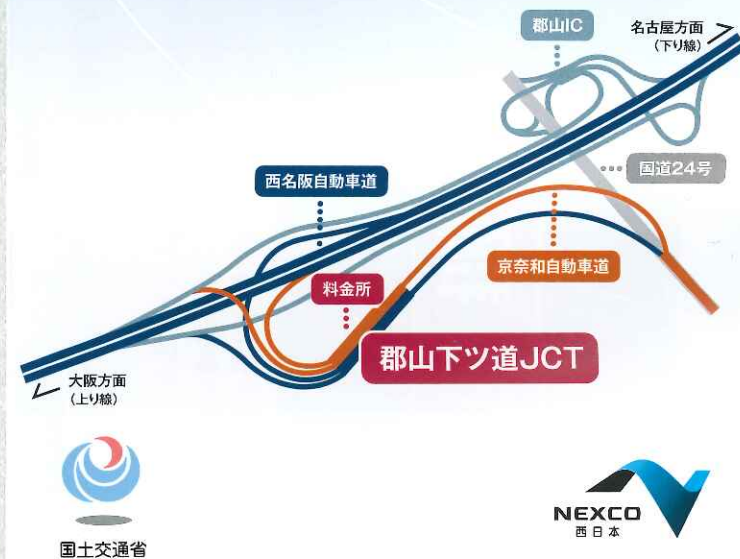 郡山IC
名古屋方面
(下り線)
国道24号
西名阪自動車道
京奈和自動車道
料金所
郡山下ツ道JCT
大阪方面
(上り線)
国土交通省
NEXCO
西日本